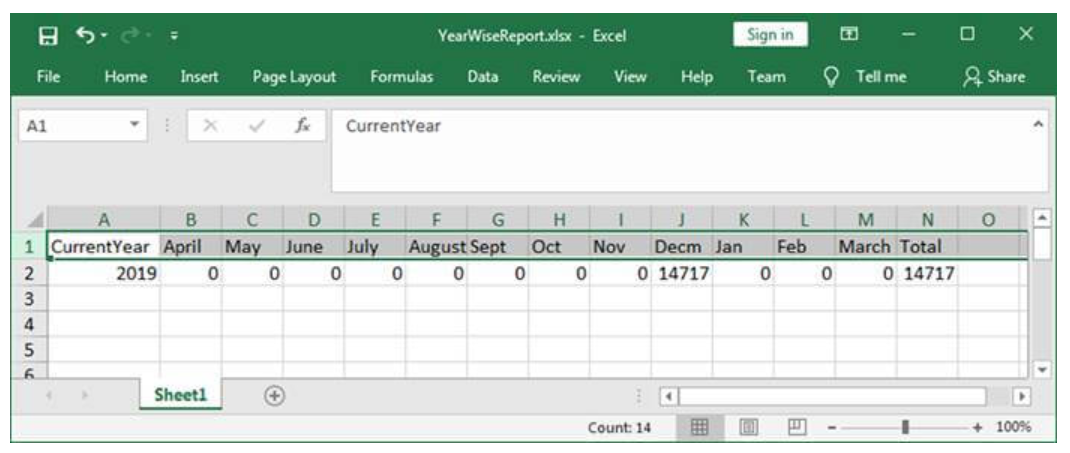 YearWiseReport.xlsx - Excel Sign in
File Home Insert Page Layout Formulas Data Review View Help Team Tell me Share
A1 fx CurrentYear
A B C D E F G H I J K L M N O
1 CurrentYear April May June July August Sept Oct Nov Decm Jan Feb March Total
2 2019 0 0 0 0 0 0 0 0 14717 0 0 0 14717
3
4
5
6
Sheet1
Count: 14 - + 100%